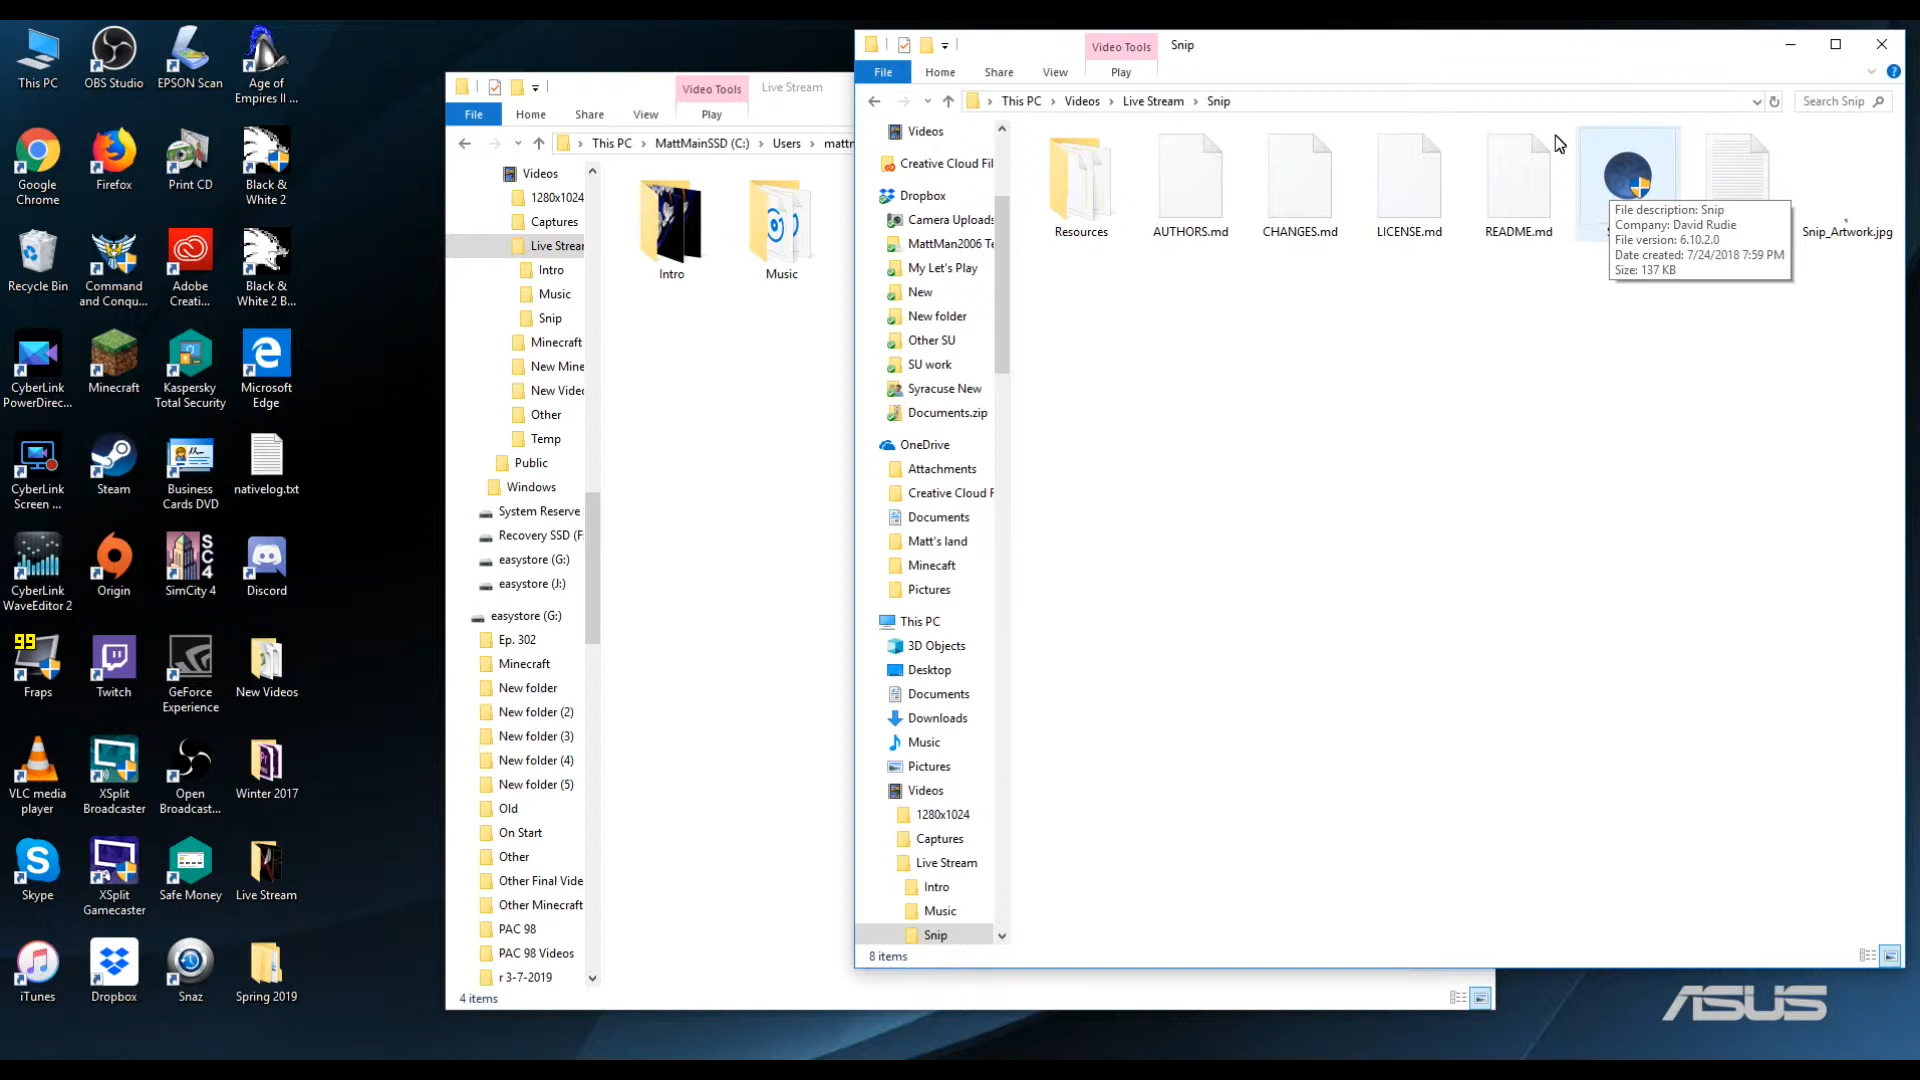 This PC
OBS Studio
EPSON Scan
Age of
Empires II ...
Google
Chrome
Firefox
Print CD
Black &
White 2
Recycle Bin
Command
and Conqu...
Adobe
Creati...
Black &
White 2 B...
CyberLink
PowerDirec...
Minecraft
Kaspersky
Total Security
Microsoft
Edge
CyberLink
Screen ...
Steam
Business
Cards DVD
nativelog.txt
CyberLink
WaveEditor 2
Origin
SC4
SimCity 4
Discord
99
Fraps
Twitch
GeForce
Experience
New Videos
VLC media
player
XSplit
Broadcaster
Open
Broadcast...
Winter 2017
Skype
XSplit
Gamecaster
Safe Money
Live Stream
iTunes
Dropbox
Snaz
Spring 2019
Video Tools
Live Stream
File
Home
Share
View
Play
This PC
MattMainSSD (C:)
Users
mattn
Videos
1280x1024
Captures
Live Strear
Intro
Music
Snip
Minecraft
New Mine
New Video
Other
Temp
Public
Windows
System Reserve
Recovery SSD (F:
easystore (G:)
easystore (J:)
easystore (G:)
Ep. 302
Minecraft
New folder
New folder (2)
New folder (3)
New folder (4)
New folder (5)
Old
On Start
Other
Other Final Vide
Other Minecraft
PAC 98
PAC 98 Videos
r 3-7-2019
Intro
Music
4 items
Video Tools
Snip
File
Home
Share
View
Play
This PC
Videos
Live Stream
Snip
Search Snip
Videos
Creative Cloud Fil
Dropbox
Camera Uploads
MattMan2006 Te
My Let's Play
New
New folder
Other SU
SU work
Syracuse New
Documents.zip
OneDrive
Attachments
Creative Cloud F
Documents
Matt's land
Minecaft
Pictures
This PC
3D Objects
Desktop
Documents
Downloads
Music
Pictures
Videos
1280x1024
Captures
Live Stream
Intro
Music
Snip
Resources
AUTHORS.md
CHANGES.md
LICENSE.md
README.md
Snip_Artwork.jpg
File description: Snip
Company: David Rudie
File version: 6.10.2.0
Date created: 7/24/2018 7:59 PM
Size: 137 KB
8 items
ASUS